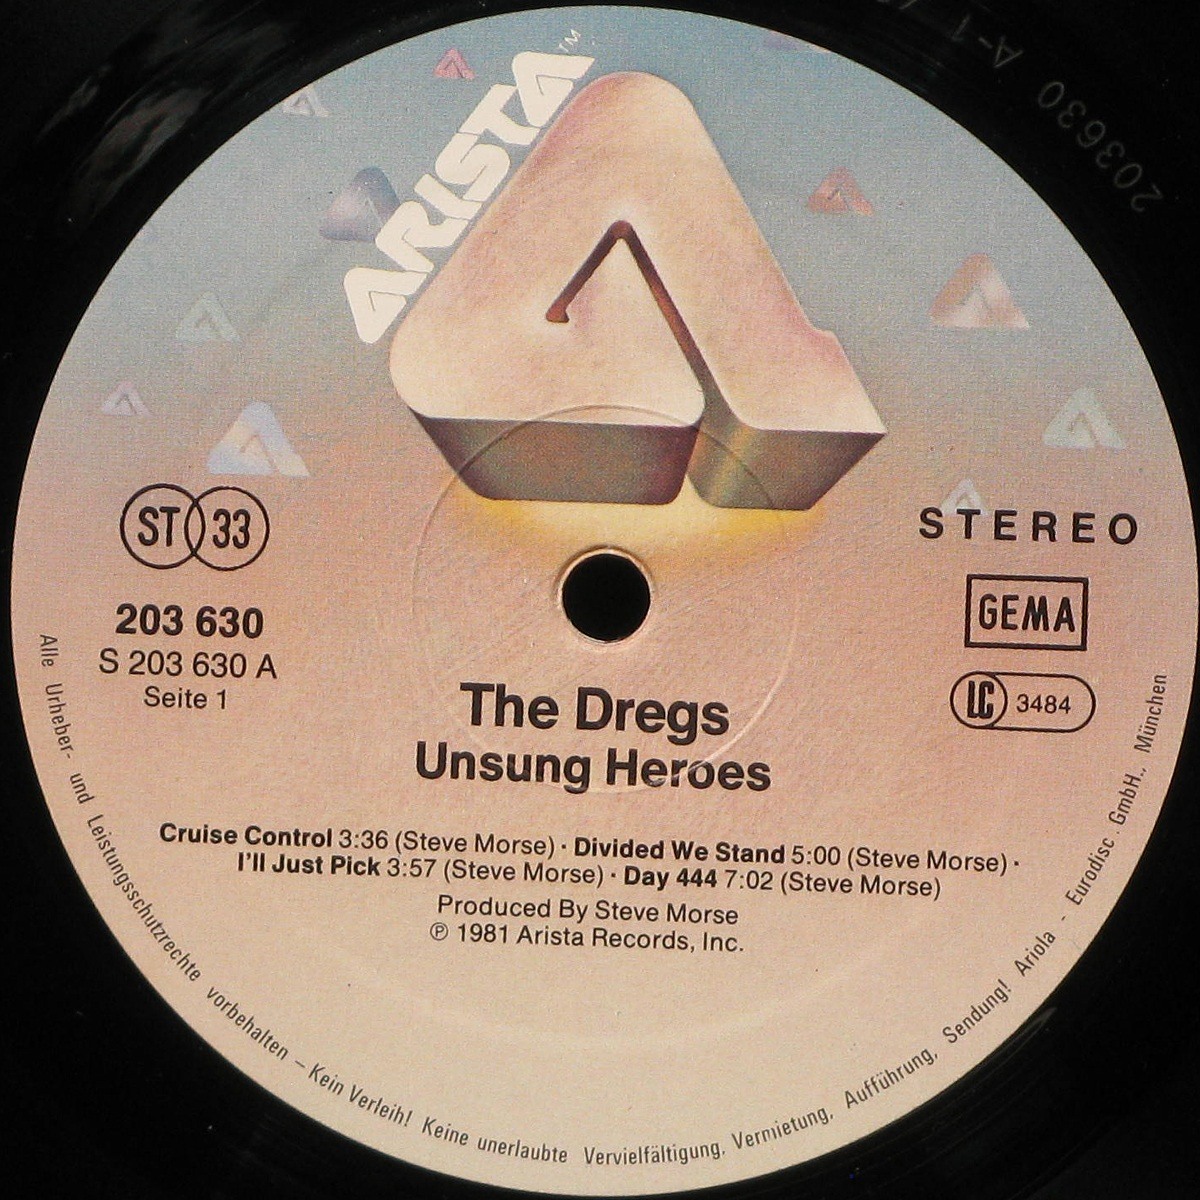 ARISTA™
203630 A-1
ST 33
STEREO
203 630
S 203 630 A
Seite 1
GEMA
LC 3484
The Dregs
Unsung Heroes
Cruise Control 3:36 (Steve Morse) · Divided We Stand 5:00 (Steve Morse) ·
I'll Just Pick 3:57 (Steve Morse) · Day 444 7:02 (Steve Morse)
Produced By Steve Morse
℗ 1981 Arista Records, Inc.
Alle Urheber- und Leistungsschutzrechte vorbehalten – Kein Verleih! Keine unerlaubte Vervielfältigung, Vermietung, Aufführung, Sendung! Ariola - Eurodisc. GmbH., München